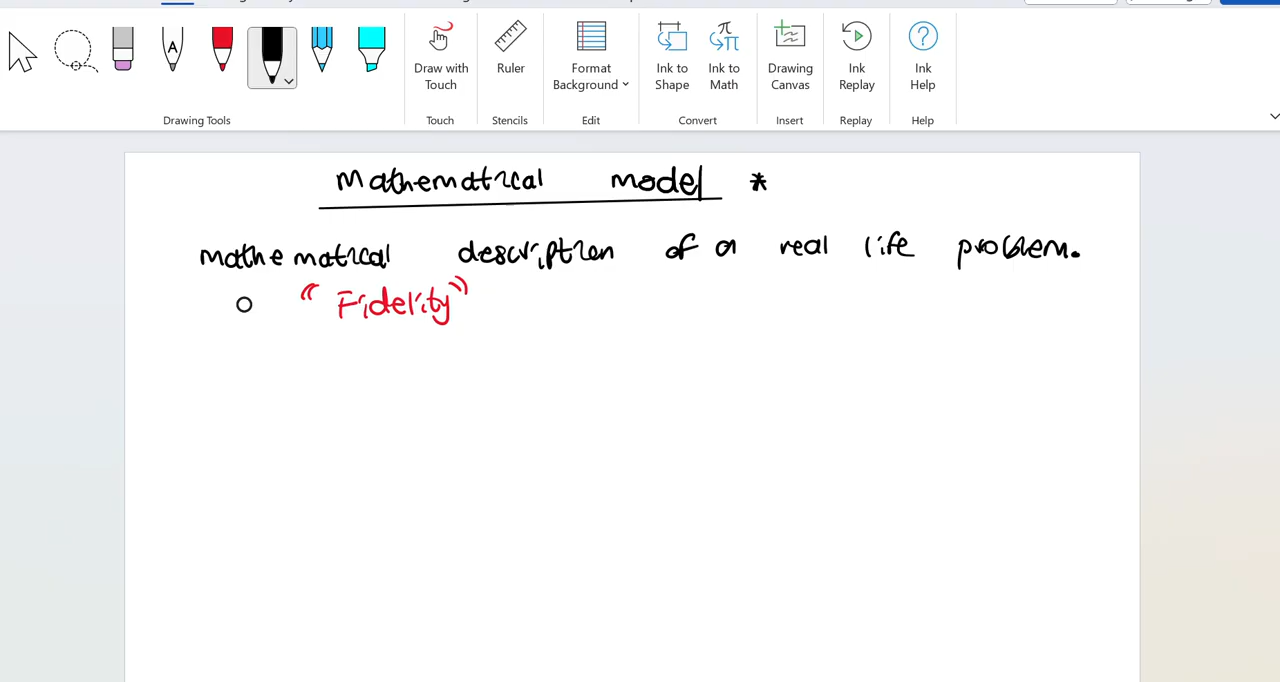 Draw with Touch
Ruler
Format Background
Ink to Shape
Ink to Math
Drawing Canvas
Ink Replay
Ink Help
Drawing Tools
Touch
Stencils
Edit
Convert
Insert
Replay
Help
Mathematical model *
mathematical description of a real life problem.
o "Fidelity"